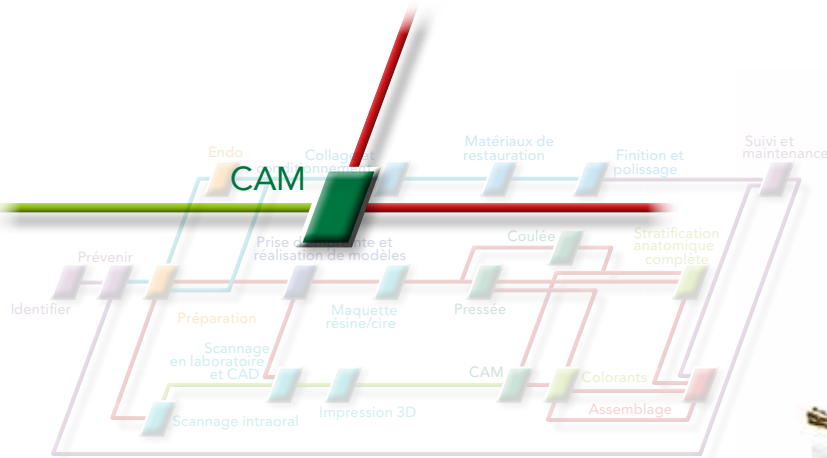 Endo
Collage et
conditionnement
Matériaux de
restauration
Finition et
polissage
Suivi et
maintenance
CAM
Prise d'empreinte et
réalisation de modèles
Coulée
Stratification
anatomique
complète
Prévenir
Identifier
Préparation
Maquette
résine/cire
Pressée
Scannage
en laboratoire
et CAD
CAM
Colorants
Impression 3D
Assemblage
Scannage intraoral